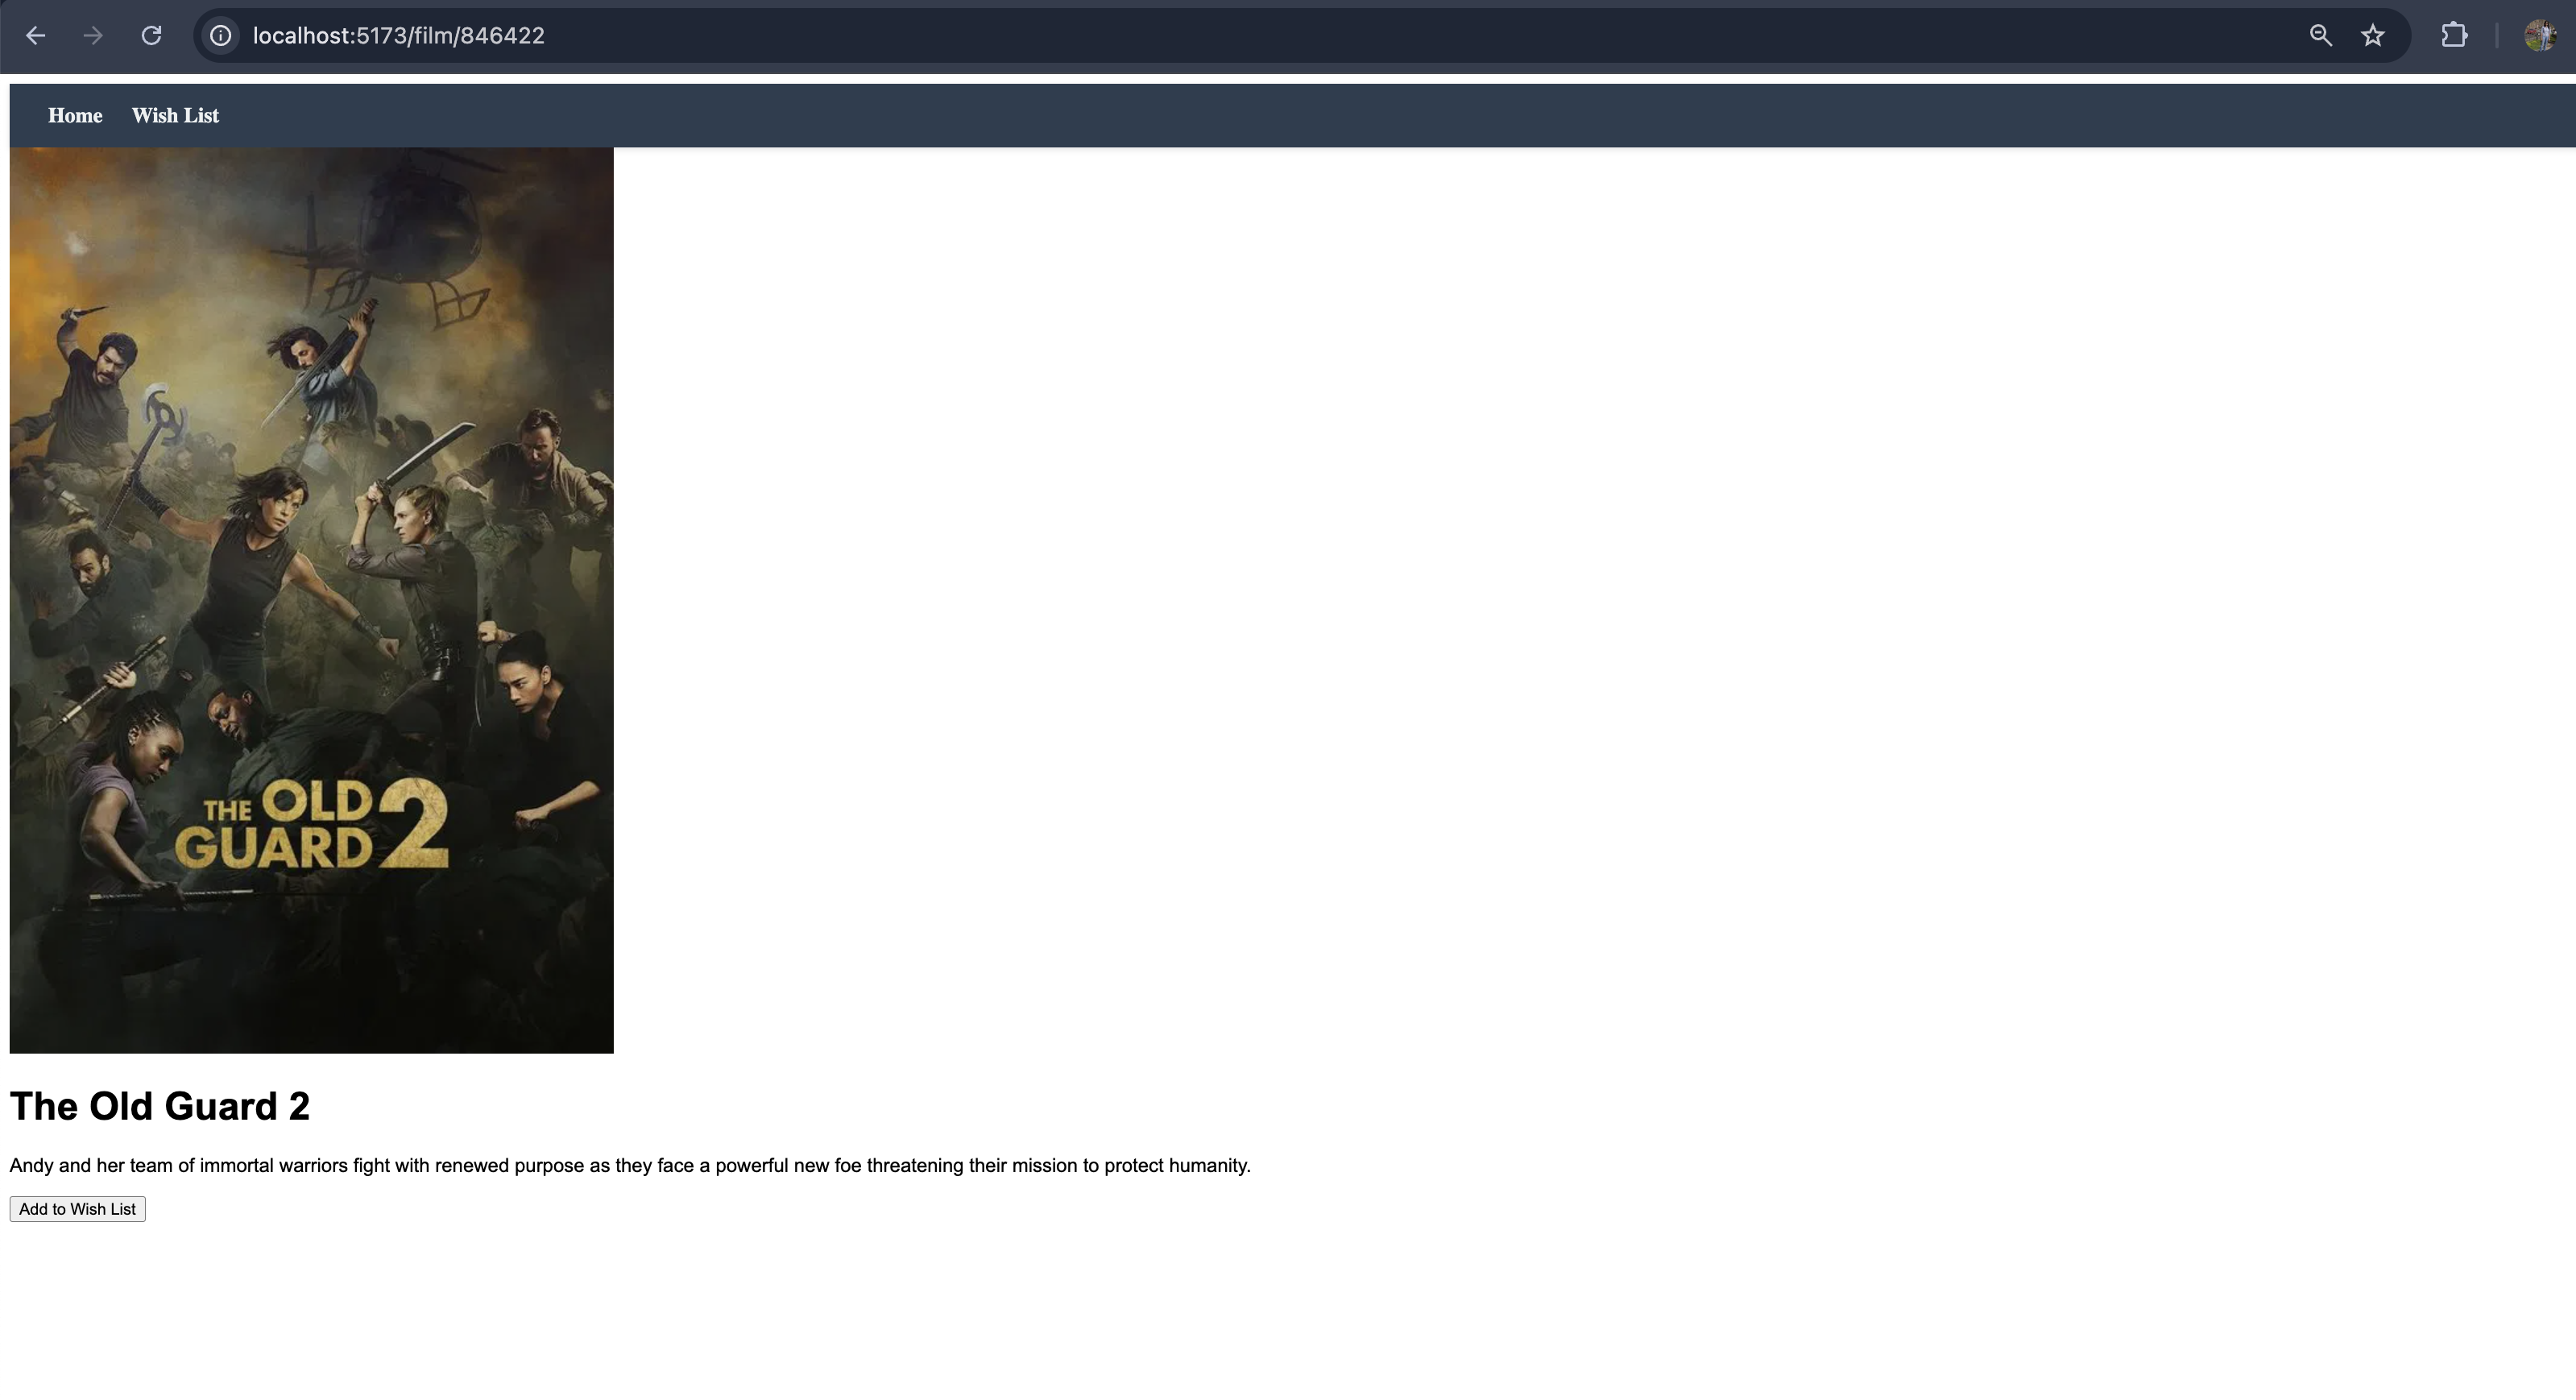 localhost:5173/film/846422
Home Wish List
THE OLD
GUARD 2
The Old Guard 2
Andy and her team of immortal warriors fight with renewed purpose as they face a powerful new foe threatening their mission to protect humanity.
Add to Wish List